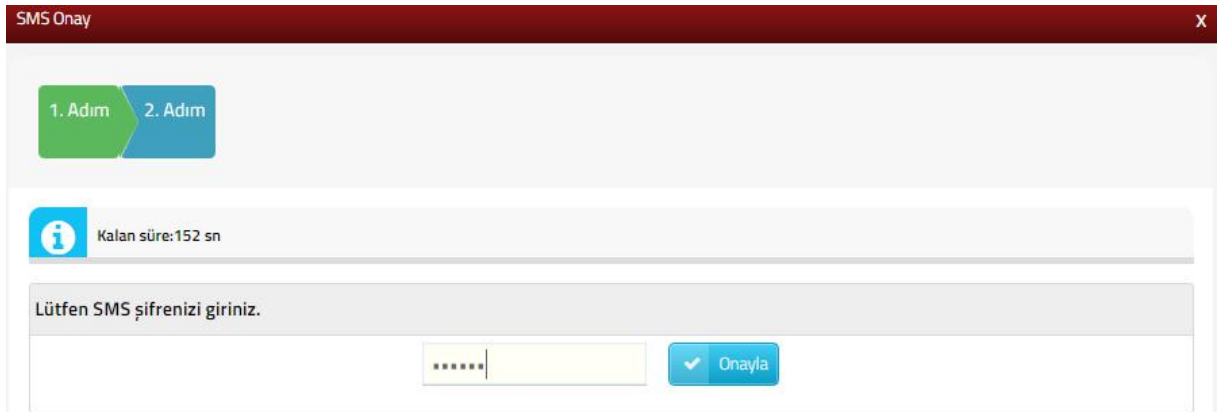 SMS Onay
X
1. Adım
2. Adım
Kalan süre:152 sn
Lütfen SMS şifrenizi giriniz.
Onayla